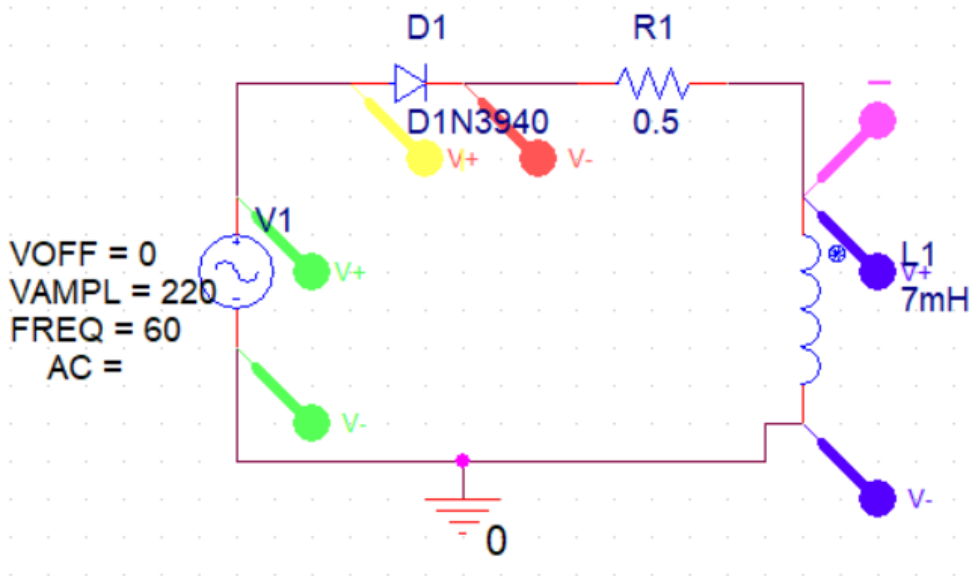 D1
R1
D1N3940
0.5
V+
V-
V1
V+
VOFF = 0
VAMPL = 220
FREQ = 60
AC =
L1
V+
7mH
V-
V-
0